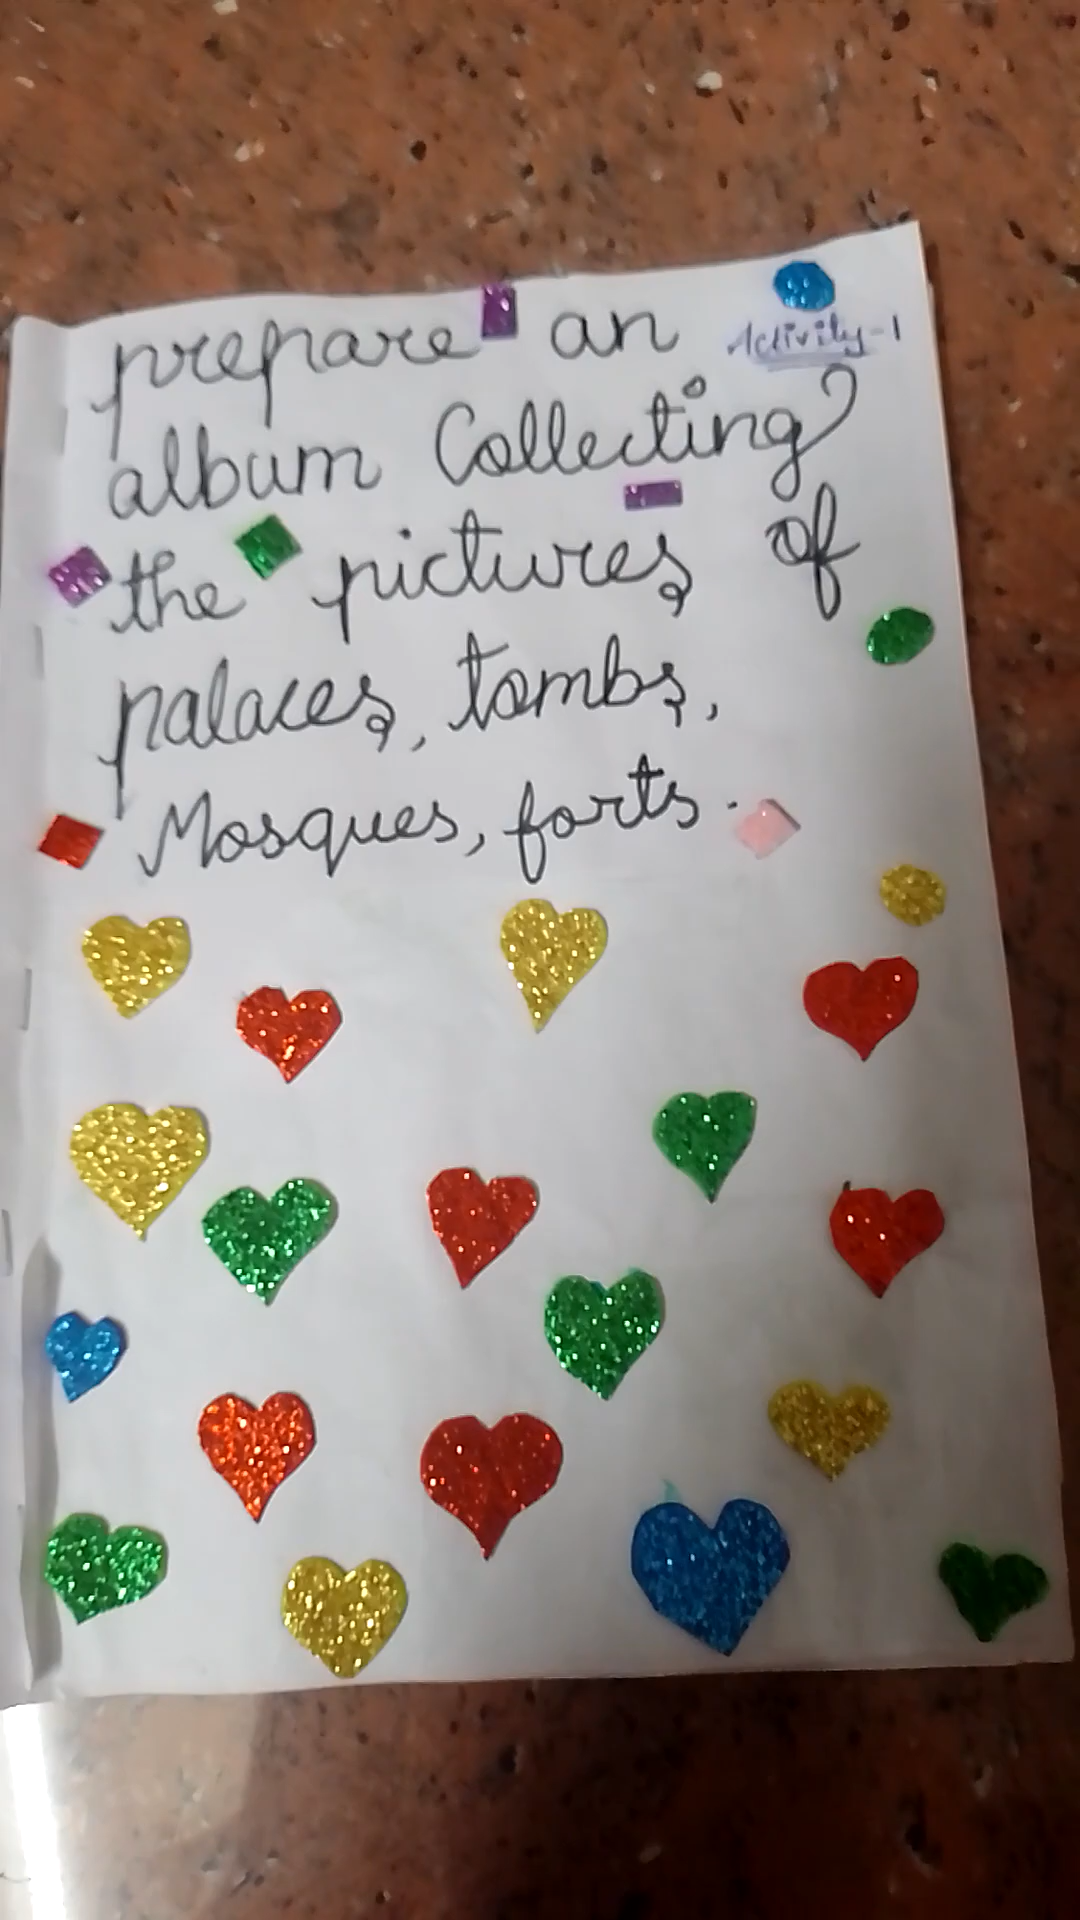 prepare an
Activity-1
album Collecting
the pictures of
palaces, tombs,
Mosques, forts.